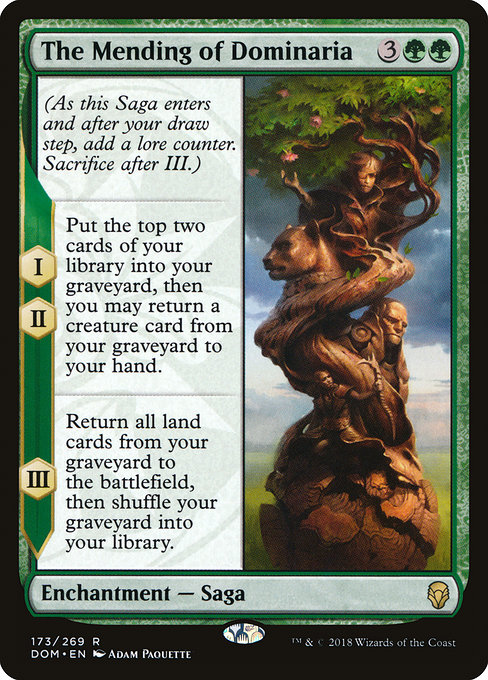 The Mending of Dominaria 3
(As this Saga enters
and after your draw
step, add a lore counter.
Sacrifice after III.)
I
II
Put the top two
cards of your
library into your
graveyard, then
you may return a
creature card from
your graveyard to
your hand.
III
Return all land
cards from your
graveyard to
the battlefield,
then shuffle your
graveyard into
your library.
Enchantment — Saga
173/269 R
DOM • EN Adam Paquette
™ & © 2018 Wizards of the Coast